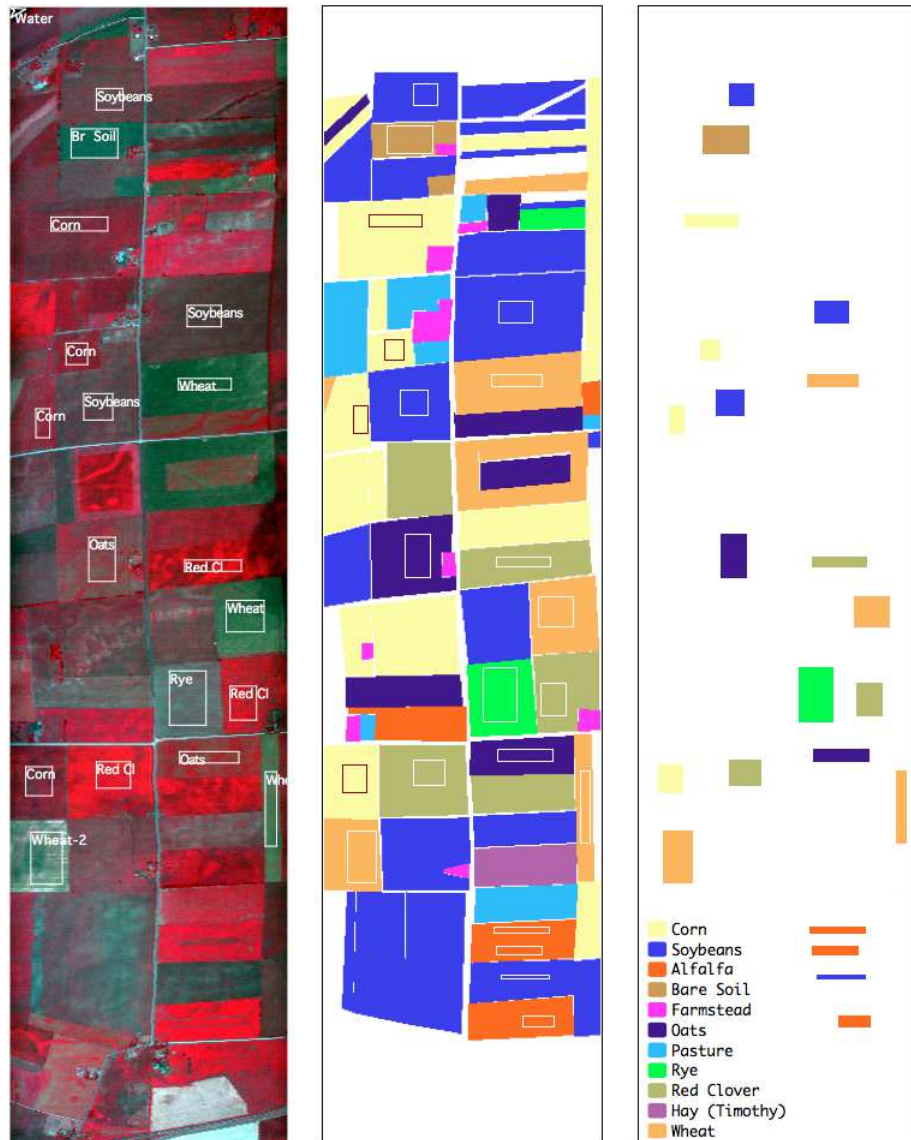 Water
Soybeans
Br Soil
Corn
Soybeans
Corn
Wheat
Soybeans
Corn
Oats
Red Cl
Wheat
Rye
Red Cl
Oats
Corn
Red Cl
Whe
Wheat-2
Corn
Soybeans
Alfalfa
Bare Soil
Farmstead
Oats
Pasture
Rye
Red Clover
Hay (Timothy)
Wheat